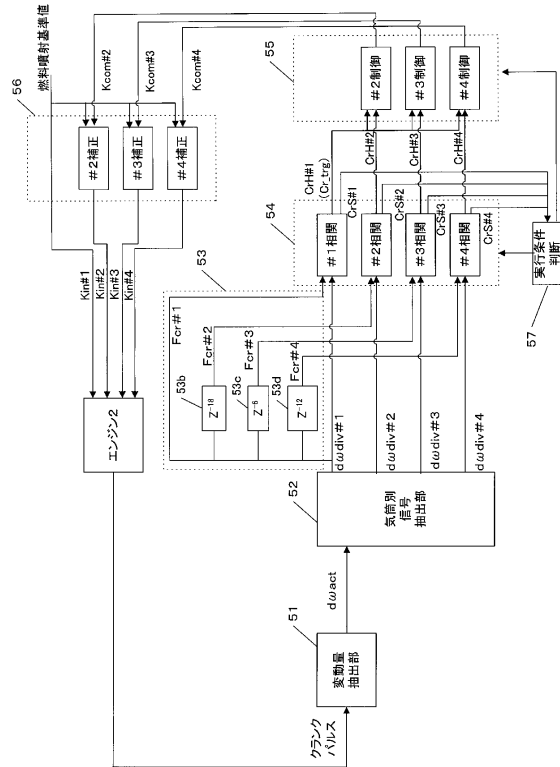 クランク
パルス
51
変動量
抽出部
dωact
52
気筒別
信号
抽出部
dωdiv#1
dωdiv#2
dωdiv#3
dωdiv#4
エンジン2
Kin#1
Kin#2
Kin#3
Kin#4
53
53b
Z⁻¹⁸
53c
Z⁻⁶
53d
Z⁻¹²
Fcr#1
Fcr#2
Fcr#3
Fcr#4
54
#1相関
#2相関
#3相関
#4相関
CrH#1
(Cr_trg)
CrS#1
CrH#2
CrS#2
CrH#3
CrS#3
CrH#4
CrS#4
55
#2制御
#3制御
#4制御
56
#2補正
#3補正
#4補正
燃料噴射基準値
Kcom#2
Kcom#3
Kcom#4
57
実行条件
判断